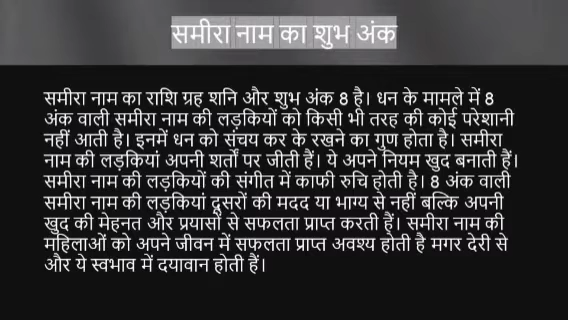 समीरा नाम का शुभ अंक
समीरा नाम का राशि ग्रह शनि और शुभ अंक 8 है। धन के मामले में 8
अंक वाली समीरा नाम की लड़कियों को किसी भी तरह की कोई परेशानी
नहीं आती है। इनमें धन को संचय कर के रखने का गुण होता है। समीरा
नाम की लड़कियां अपनी शर्तों पर जीती हैं। ये अपने नियम खुद बनाती हैं।
समीरा नाम की लड़कियों की संगीत में काफी रुचि होती है। 8 अंक वाली
समीरा नाम की लड़कियां दूसरों की मदद या भाग्य से नहीं बल्कि अपनी
खुद की मेहनत और प्रयासों से सफलता प्राप्त करती हैं। समीरा नाम की
महिलाओं को अपने जीवन में सफलता प्राप्त अवश्य होती है मगर देरी से
और ये स्वभाव में दयावान होती हैं।